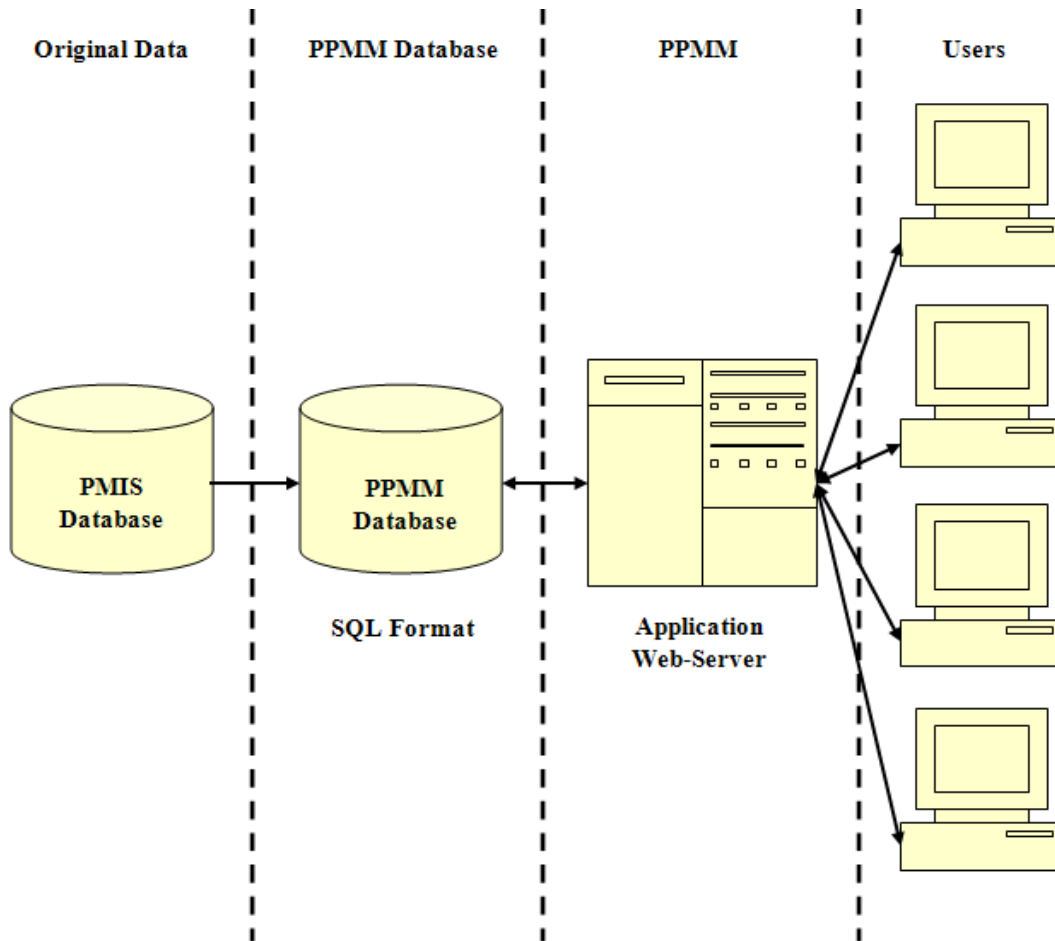 Original Data
PPMM Database
PPMM
Users
PMIS
Database
PPMM
Database
SQL Format
Application
Web-Server